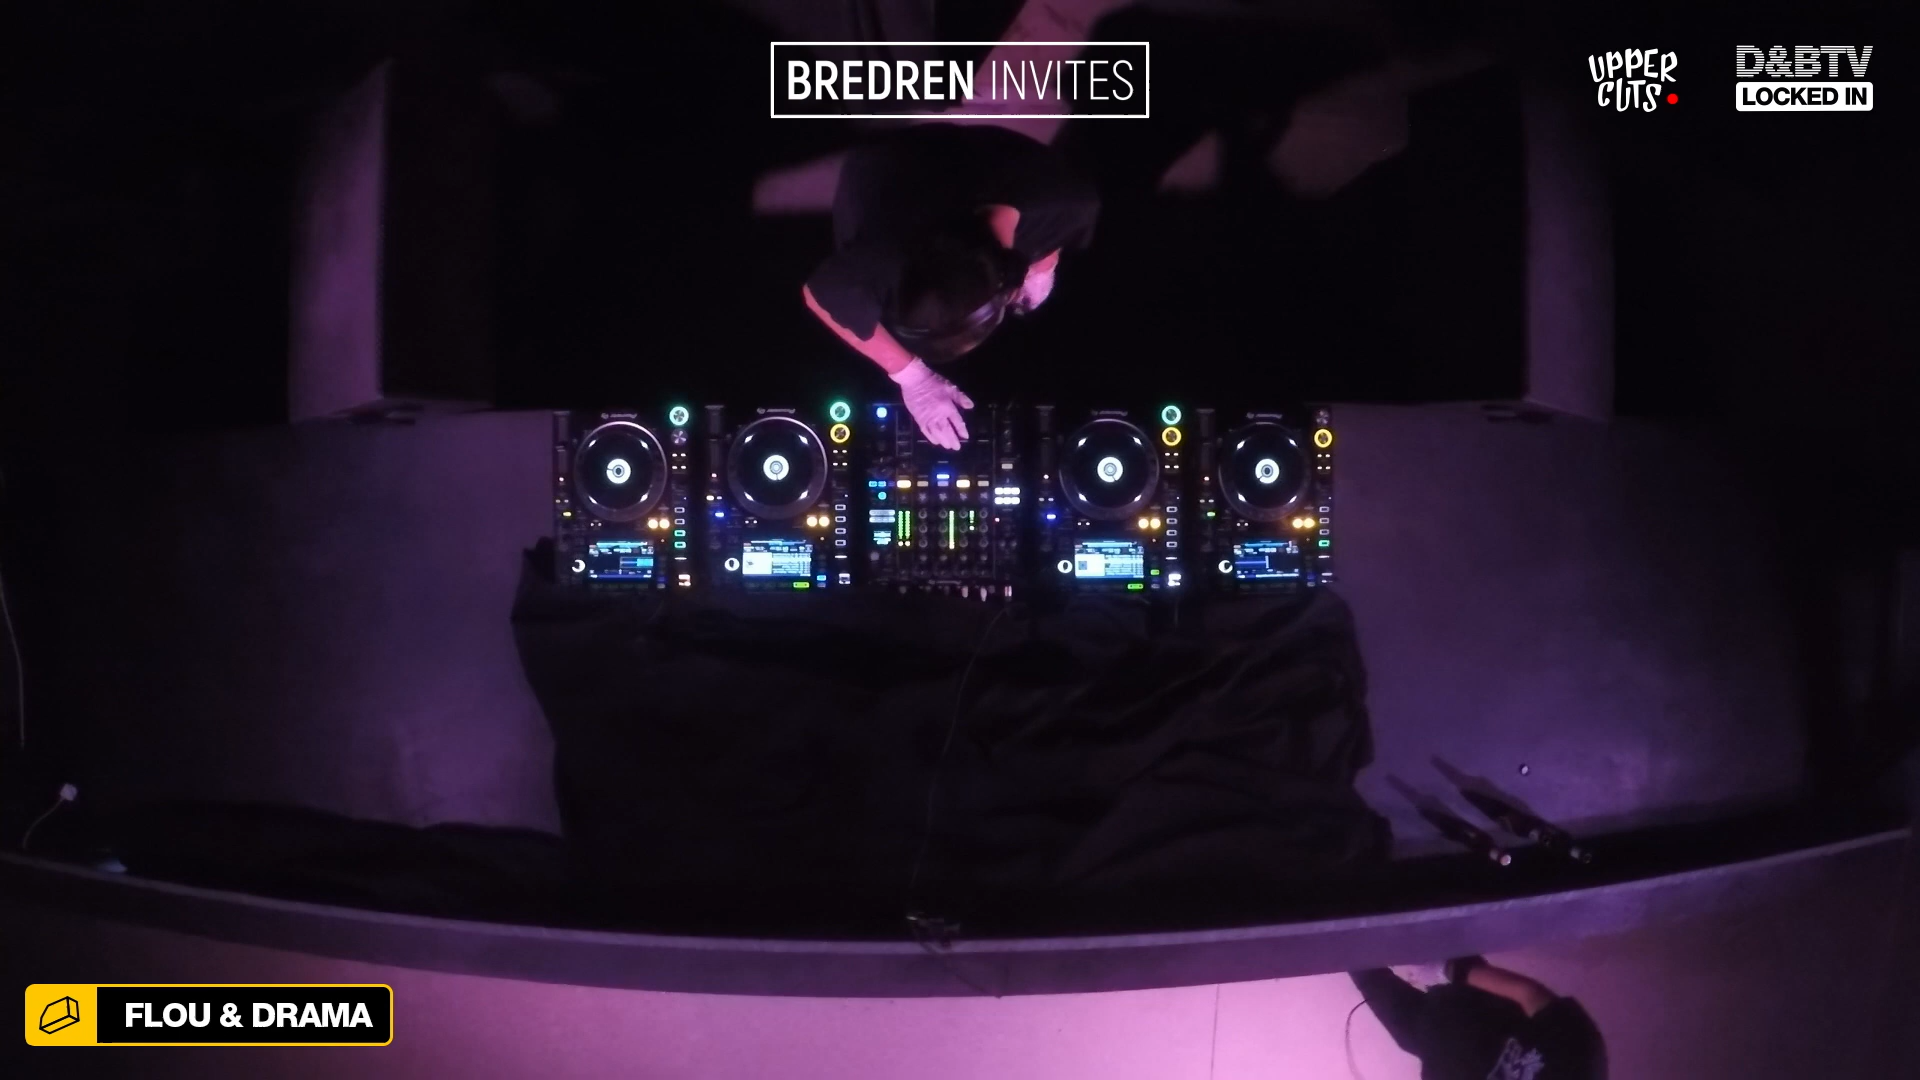 BREDREN INVITES
UPPER
CUTS
D&BTV
LOCKED IN
FLOU & DRAMA